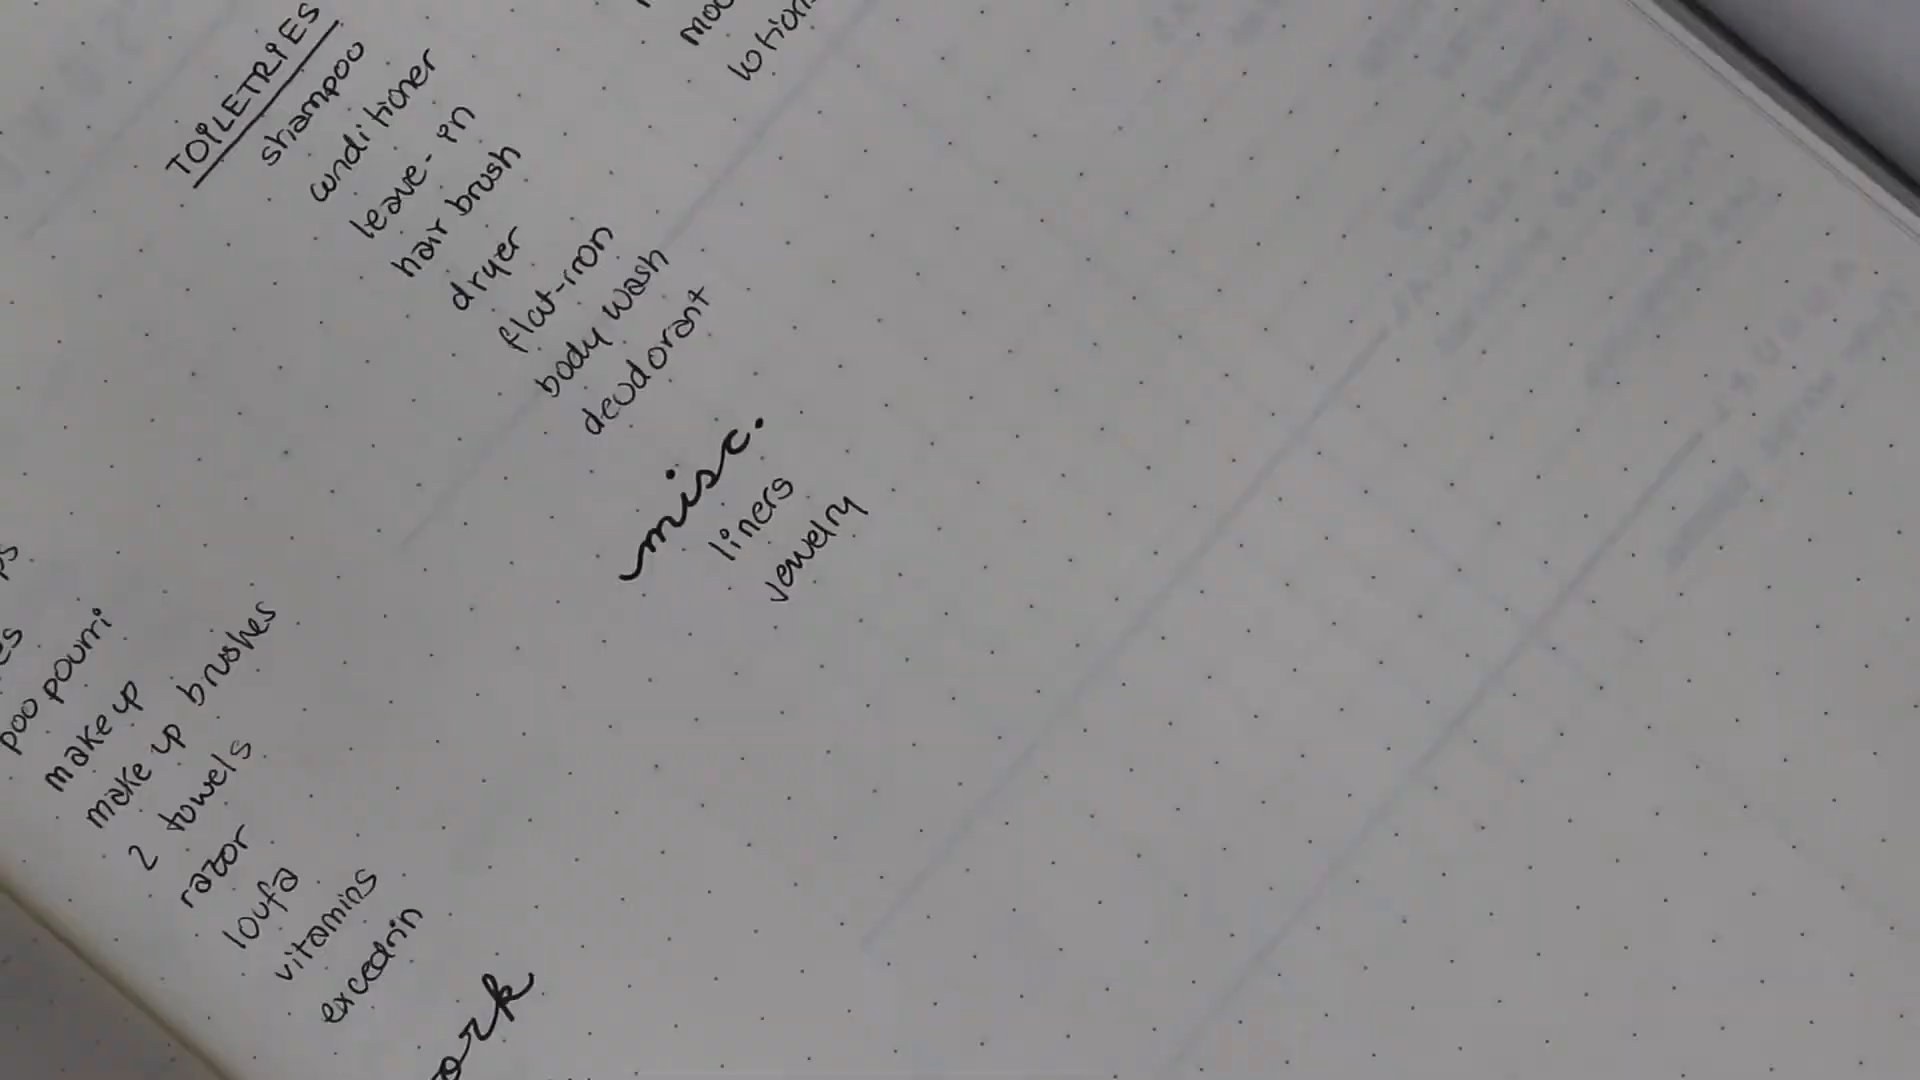 TOILETRIES
shampoo
conditioner
leave-in
hair brush
dryer
flat-iron
body wash
deodorant
misc.
liners
jewelry
poo pourri
make up
make up brushes
2 towels
razor
loufa
vitamins
excedrin